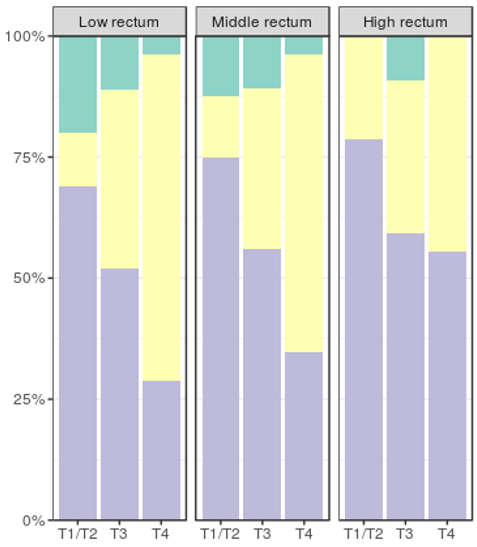 Low rectum Middle rectum High rectum
100%
75%
50%
25%
0%
T1/T2 T3 T4 T1/T2 T3 T4 T1/T2 T3 T4